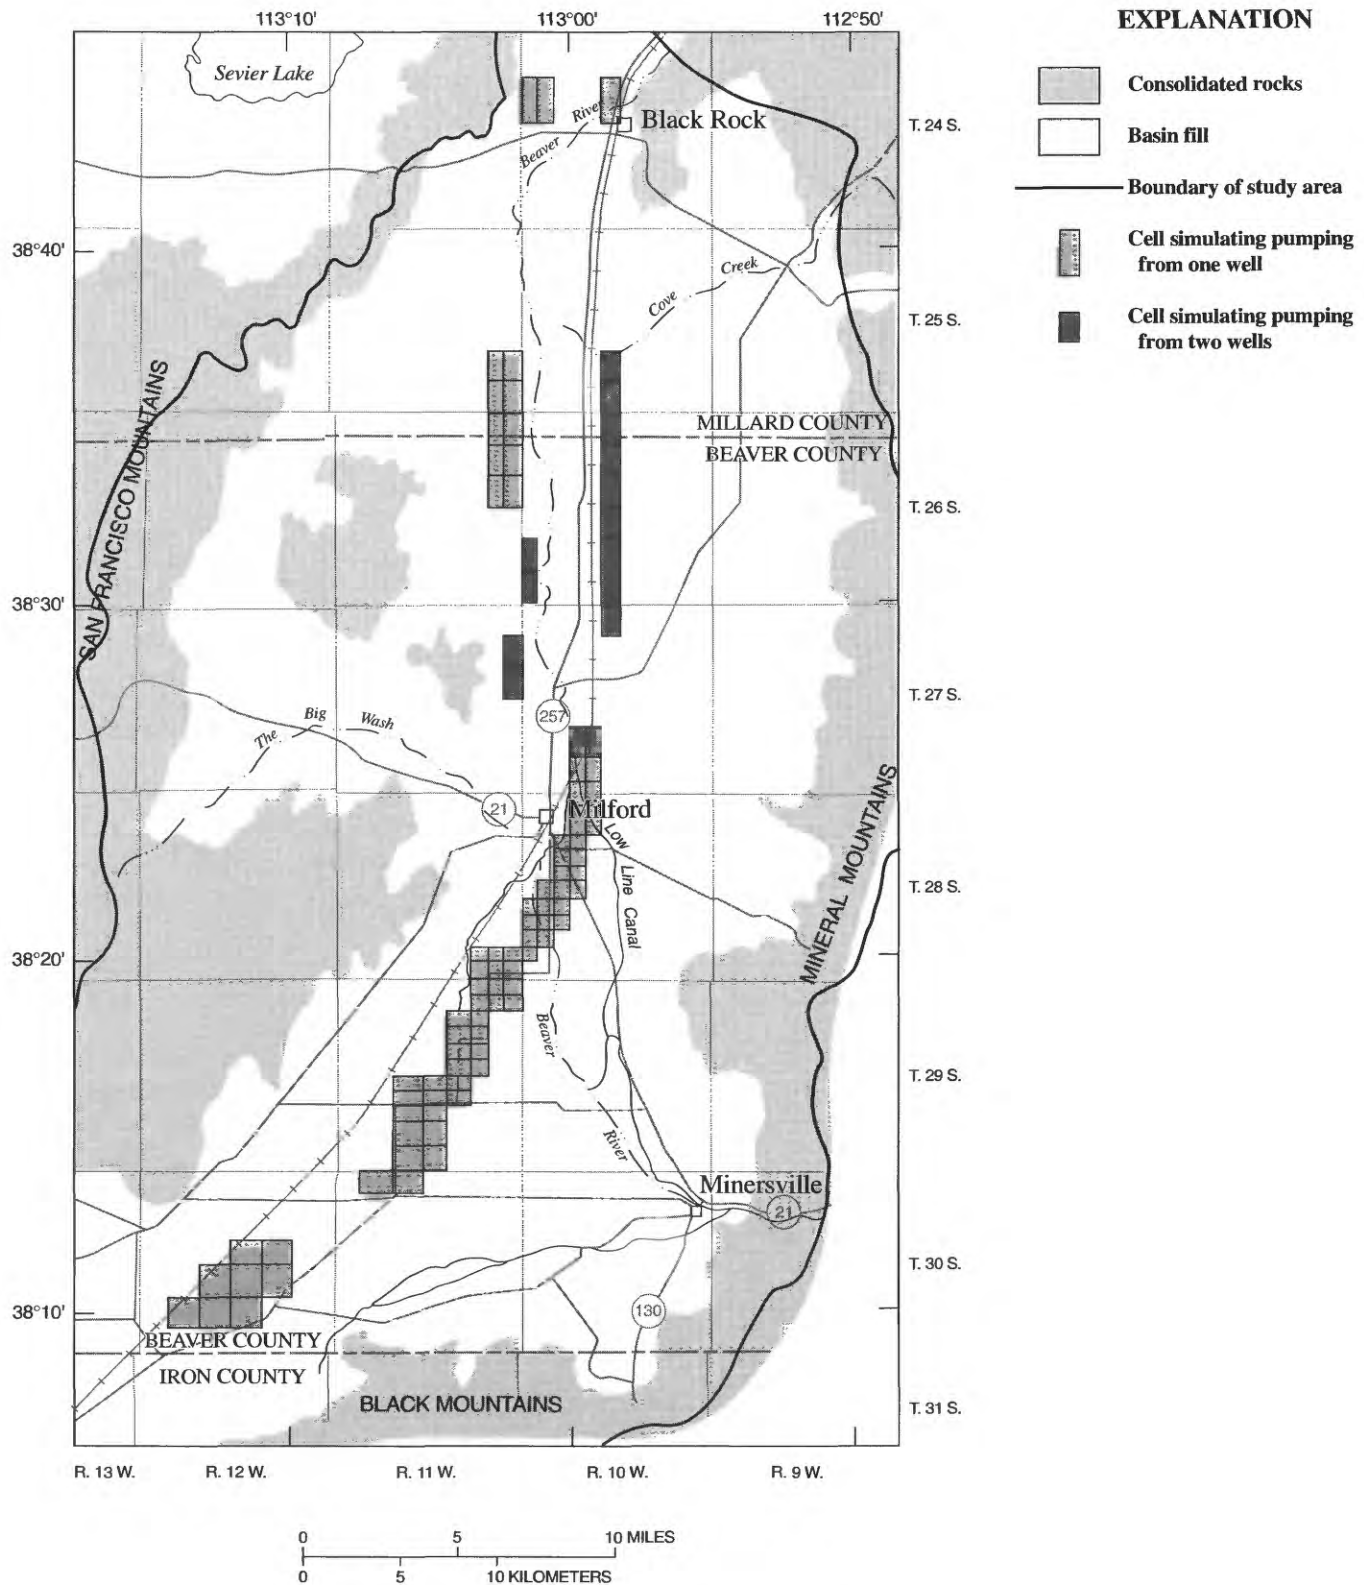 113°10'
113°00'
112°50'
EXPLANATION
Sevier Lake
Consolidated rocks
River
Black Rock
T. 24 S.
Beaver
Basin fill
Boundary of study area
38°40'
Cell simulating pumping
from one well
Creek
Cove
T. 25 S.
Cell simulating pumping
from two wells
SAN FRANCISCO MOUNTAINS
MILLARD COUNTY
BEAVER COUNTY
T. 26 S.
38°30'
T. 27 S.
257
The Big Wash
21
Milford
Low Line Canal
MINERAL MOUNTAINS
T. 28 S.
38°20'
Beaver
T. 29 S.
River
Minersville
21
T. 30 S.
38°10'
130
BEAVER COUNTY
IRON COUNTY
BLACK MOUNTAINS
T. 31 S.
R. 13 W.
R. 12 W.
R. 11 W.
R. 10 W.
R. 9 W.
0 5 10 MILES
0 5 10 KILOMETERS